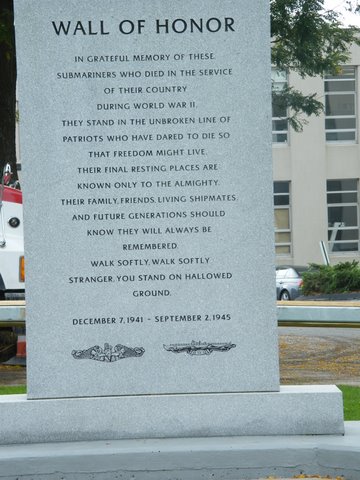 WALL OF HONOR
IN GRATEFUL MEMORY OF THESE
SUBMARINERS WHO DIED IN THE SERVICE
OF THEIR COUNTRY
DURING WORLD WAR II.
THEY STAND IN THE UNBROKEN LINE OF
PATRIOTS WHO HAVE DARED TO DIE SO
THAT FREEDOM MIGHT LIVE.
THEIR FINAL RESTING PLACES ARE
KNOWN ONLY TO THE ALMIGHTY.
THEIR FAMILY, FRIENDS, LIVING SHIPMATES
AND FUTURE GENERATIONS SHOULD
KNOW THEY WILL ALWAYS BE
REMEMBERED.
WALK SOFTLY, WALK SOFTLY
STRANGER, YOU STAND ON HALLOWED
GROUND.
DECEMBER 7, 1941 - SEPTEMBER 2, 1945